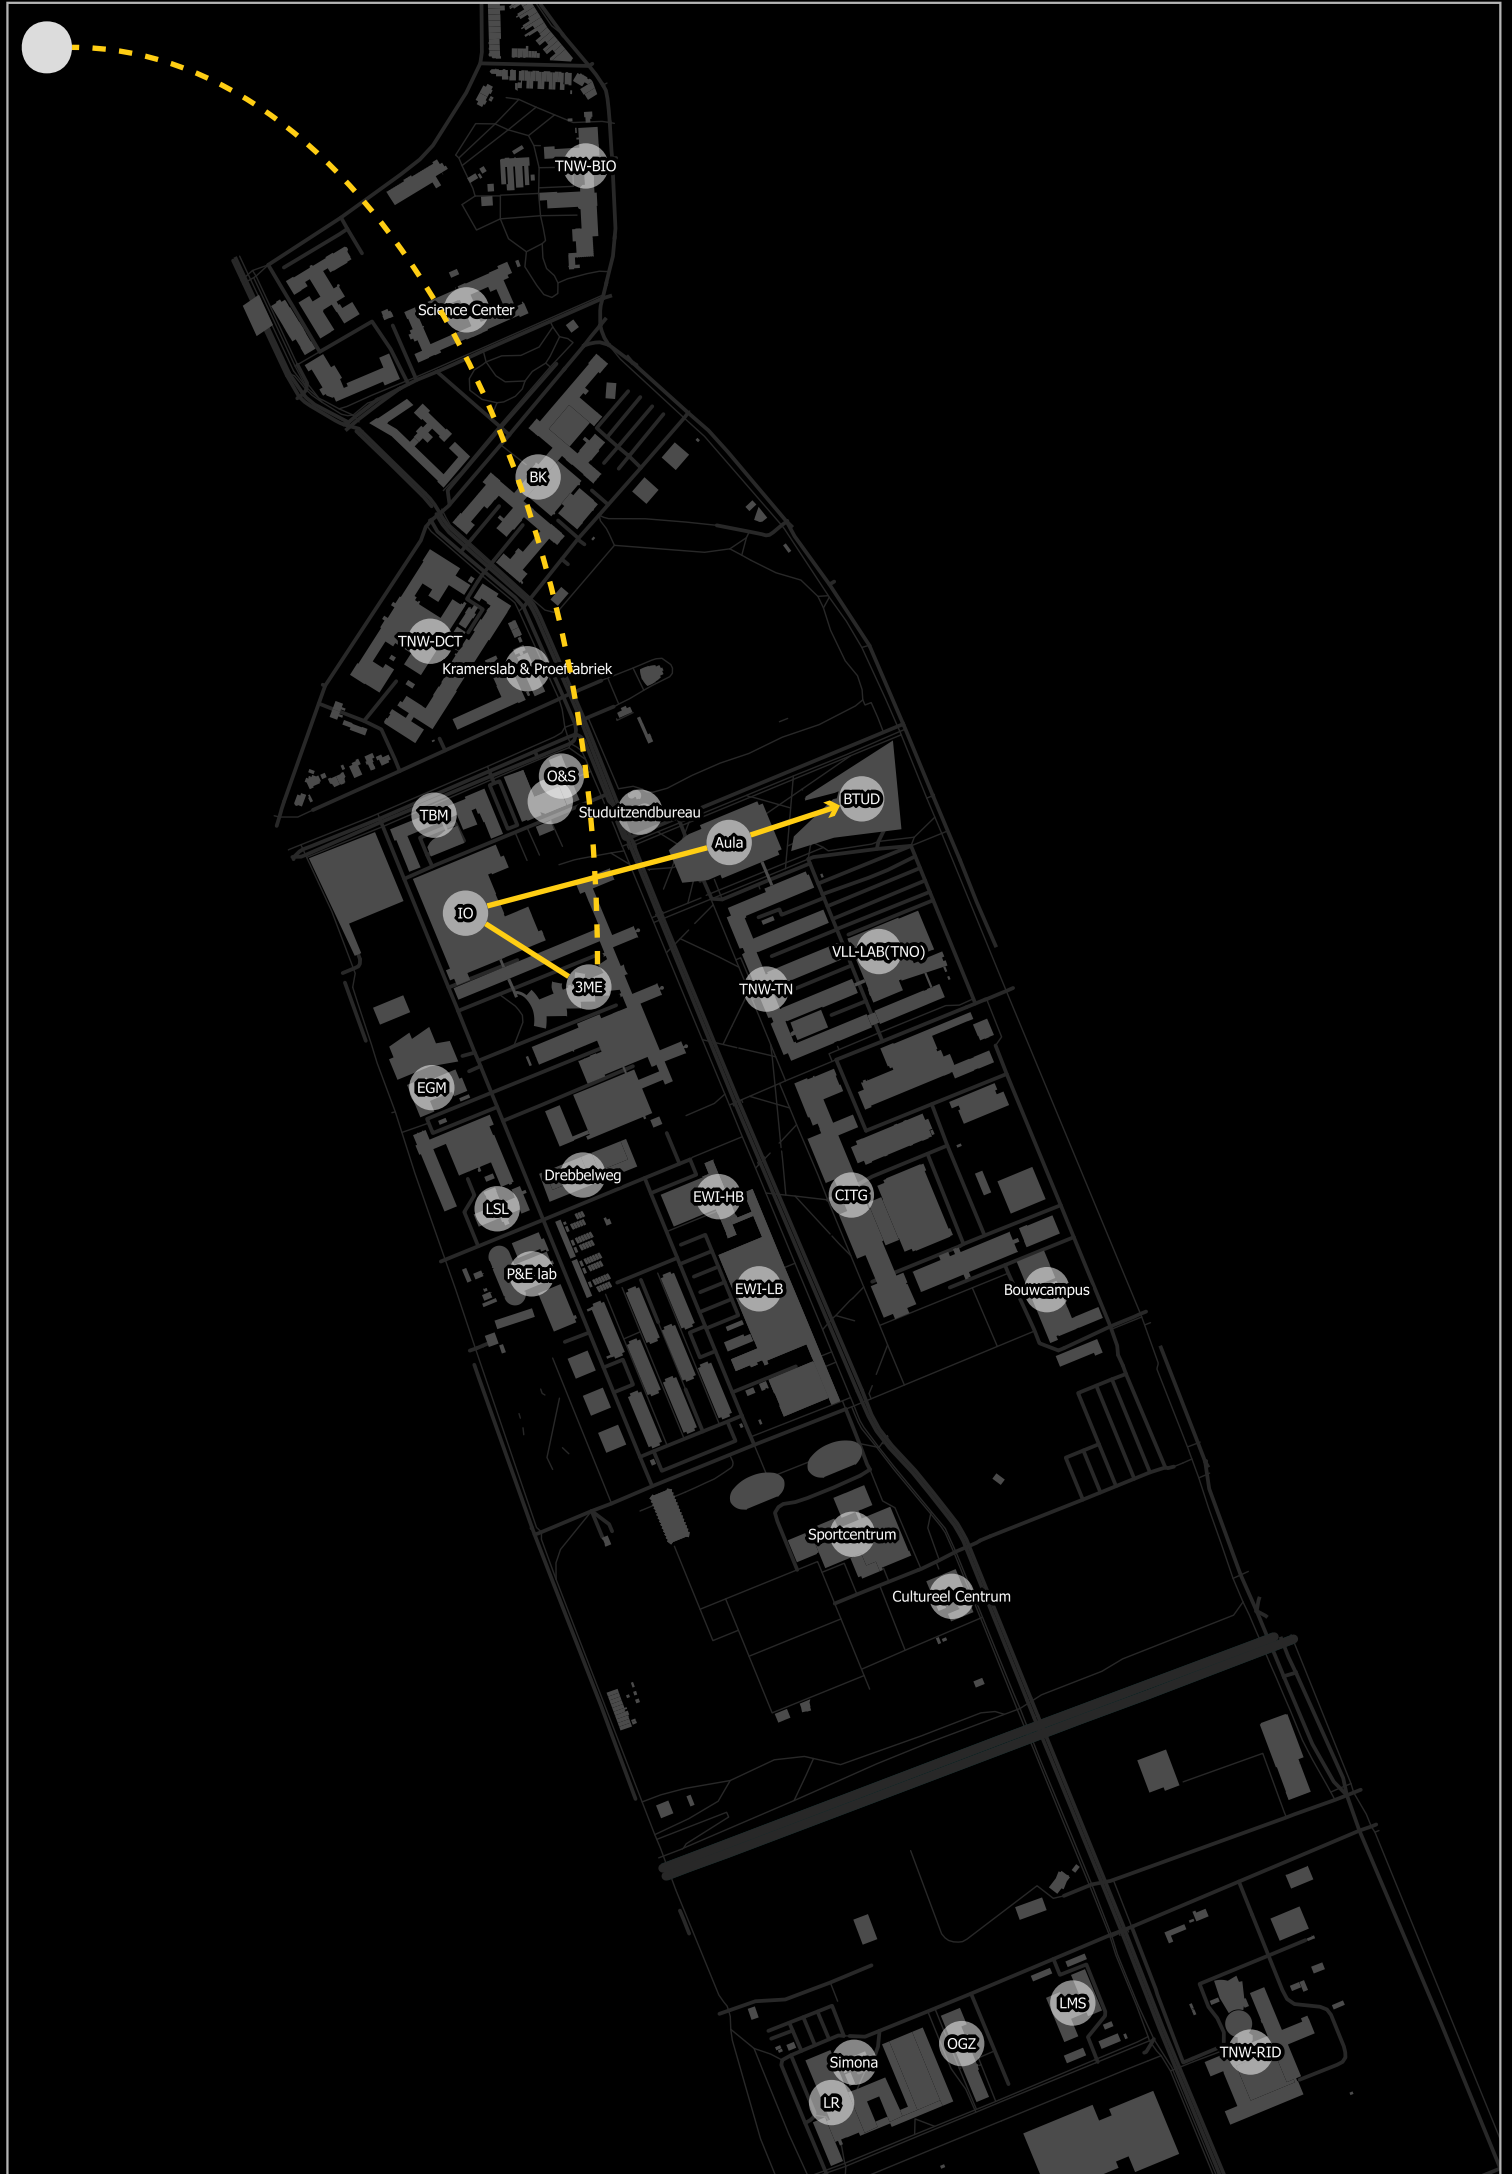 TNW-BIO
Science Center
BK
TNW-DCT
Kramerslab & Proeffabriek
O&S
TBM
Studuitzendbureau
BTUD
Aula
IO
VLL-LAB(TNO)
3ME
TNW-TN
EGM
Drebbelweg
EWI-HB
CITG
LSL
P&E lab
EWI-LB
Bouwcampus
Sportcentrum
Cultureel Centrum
LMS
OGZ
TNW-RID
Simona
LR